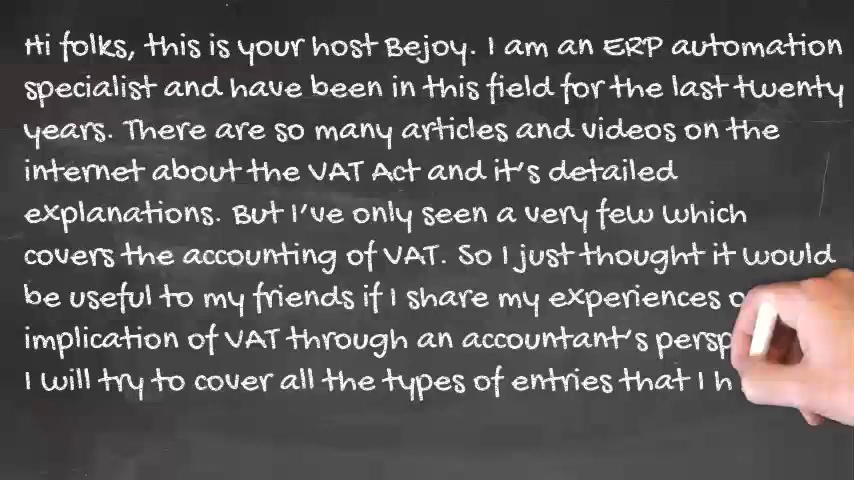 Hi folks, this is your host Bejoy. I am an ERP automation
specialist and have been in this field for the last twenty
years. There are so many articles and videos on the
internet about the VAT Act and it's detailed
explanations. But I've only seen a very few which
covers the accounting of VAT. So I just thought it would
be useful to my friends if I share my experiences
implication of VAT through an accountant's
I will try to cover all the types of entries that I